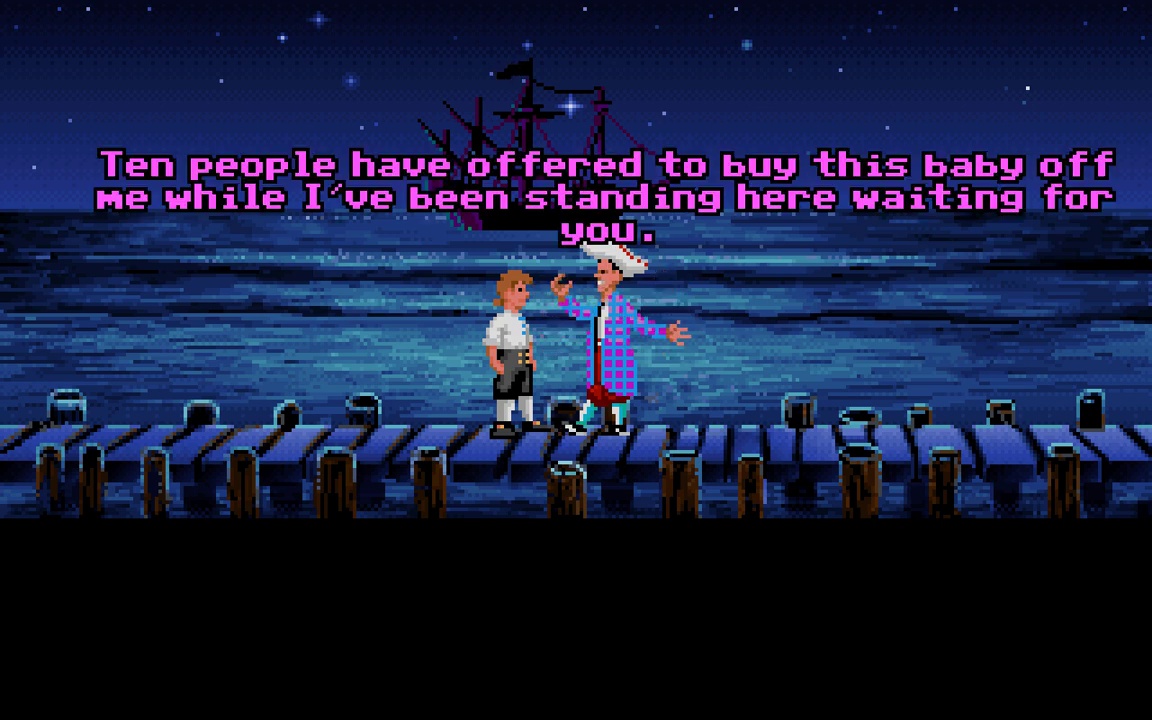 Ten people have offered to buy this baby off
me while I've been standing here waiting for
you.